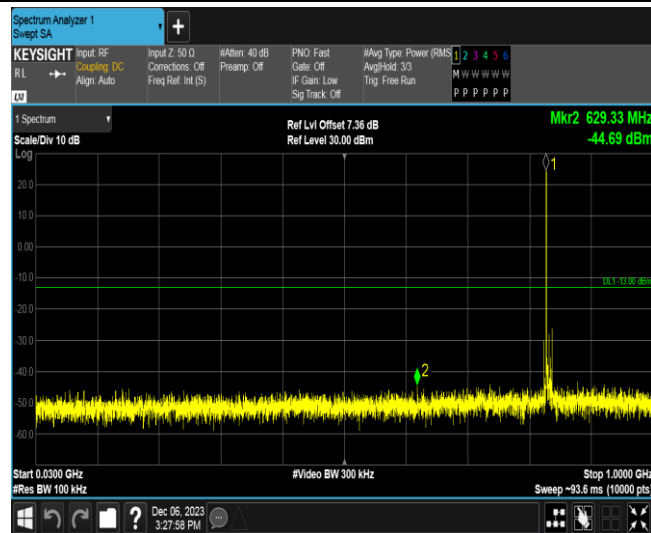 Spectrum Analyzer 1
Swept SA
+
KEYSIGHT
RL
LXI
Input: RF
Coupling: DC
Align: Auto
Input Z: 50 Ω
Corrections: Off
Freq Ref: Int (S)
#Atten: 40 dB
Preamp: Off
PNO: Fast
Gate: Off
IF Gain: Low
Sig Track: Off
#Avg Type: Power (RMS
Avg|Hold: 3/3
Trig: Free Run
1 2 3 4 5 6
M W W W W W
P P P P P P
1 Spectrum
Scale/Div 10 dB
Log
Ref Lvl Offset 7.36 dB
Ref Level 30.00 dBm
Mkr2 629.33 MHz
-44.69 dBm
1
20.0
10.0
0.00
-10.0
DL1 -13.00 dBm
-20.0
-30.0
-40.0
2
-50.0
-60.0
Start 0.0300 GHz
#Video BW 300 kHz
Stop 1.0000 GHz
#Res BW 100 kHz
Sweep ~93.6 ms (10000 pts)
?
Dec 06, 2023
3:27:58 PM